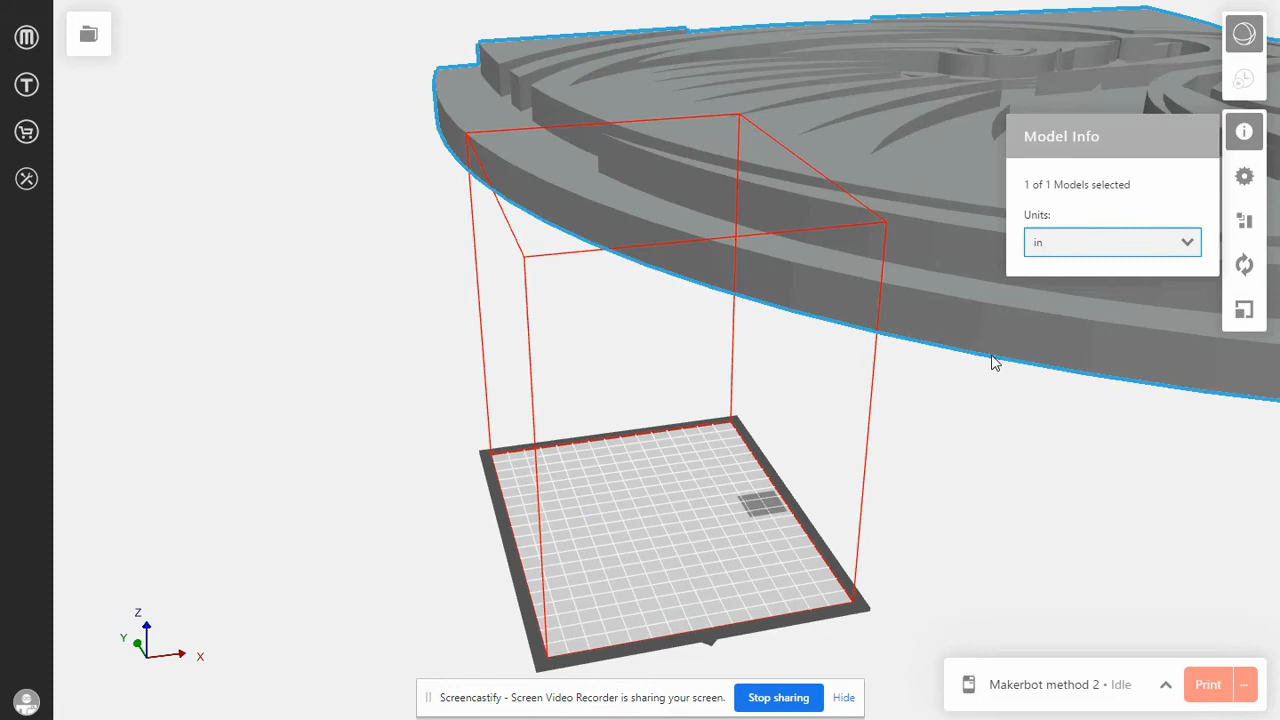 Model Info
1 of 1 Models selected
Units:
in
Z
Y
X
Makerbot method 2 • Idle
Print
...
Screencastify - Screen Video Recorder is sharing your screen.
Stop sharing
Hide
M
T
i